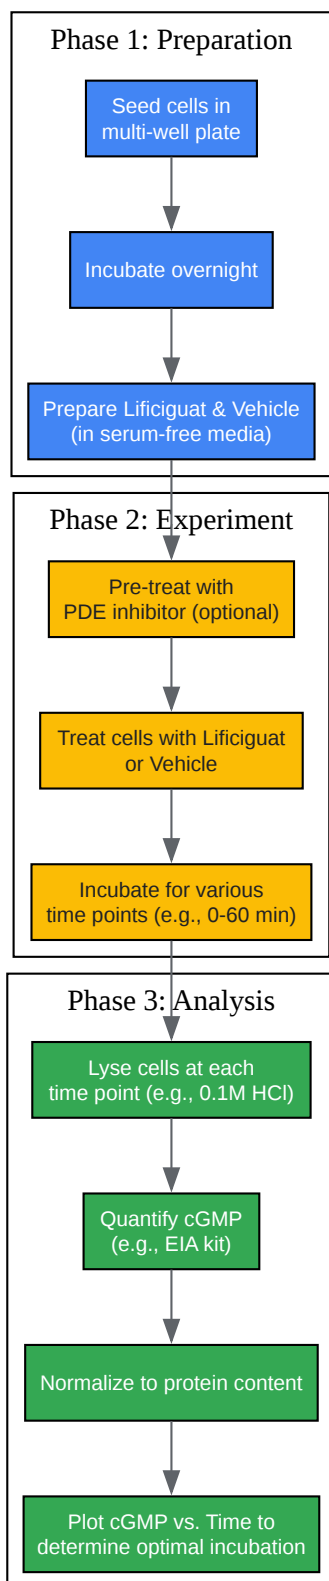 Phase 1: Preparation
Seed cells in
multi-well plate
Incubate overnight
Prepare Lificiguat & Vehicle
(in serum-free media)
Phase 2: Experiment
Pre-treat with
PDE inhibitor (optional)
Treat cells with Lificiguat
or Vehicle
Incubate for various
time points (e.g., 0-60 min)
Phase 3: Analysis
Lyse cells at each
time point (e.g., 0.1M HCl)
Quantify cGMP
(e.g., EIA kit)
Normalize to protein content
Plot cGMP vs. Time to
determine optimal incubation